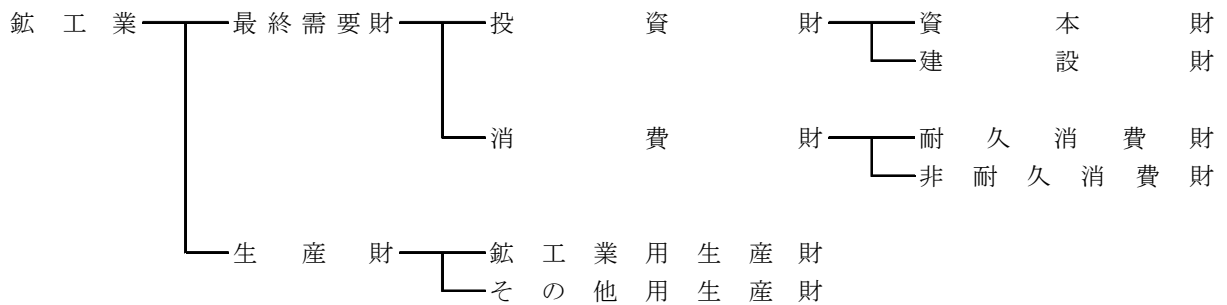 鉱工業 最終需要財 投資財 資本財
建設財
消費財 耐久消費財
非耐久消費財
生産財 鉱工業用生産財
その他用生産財